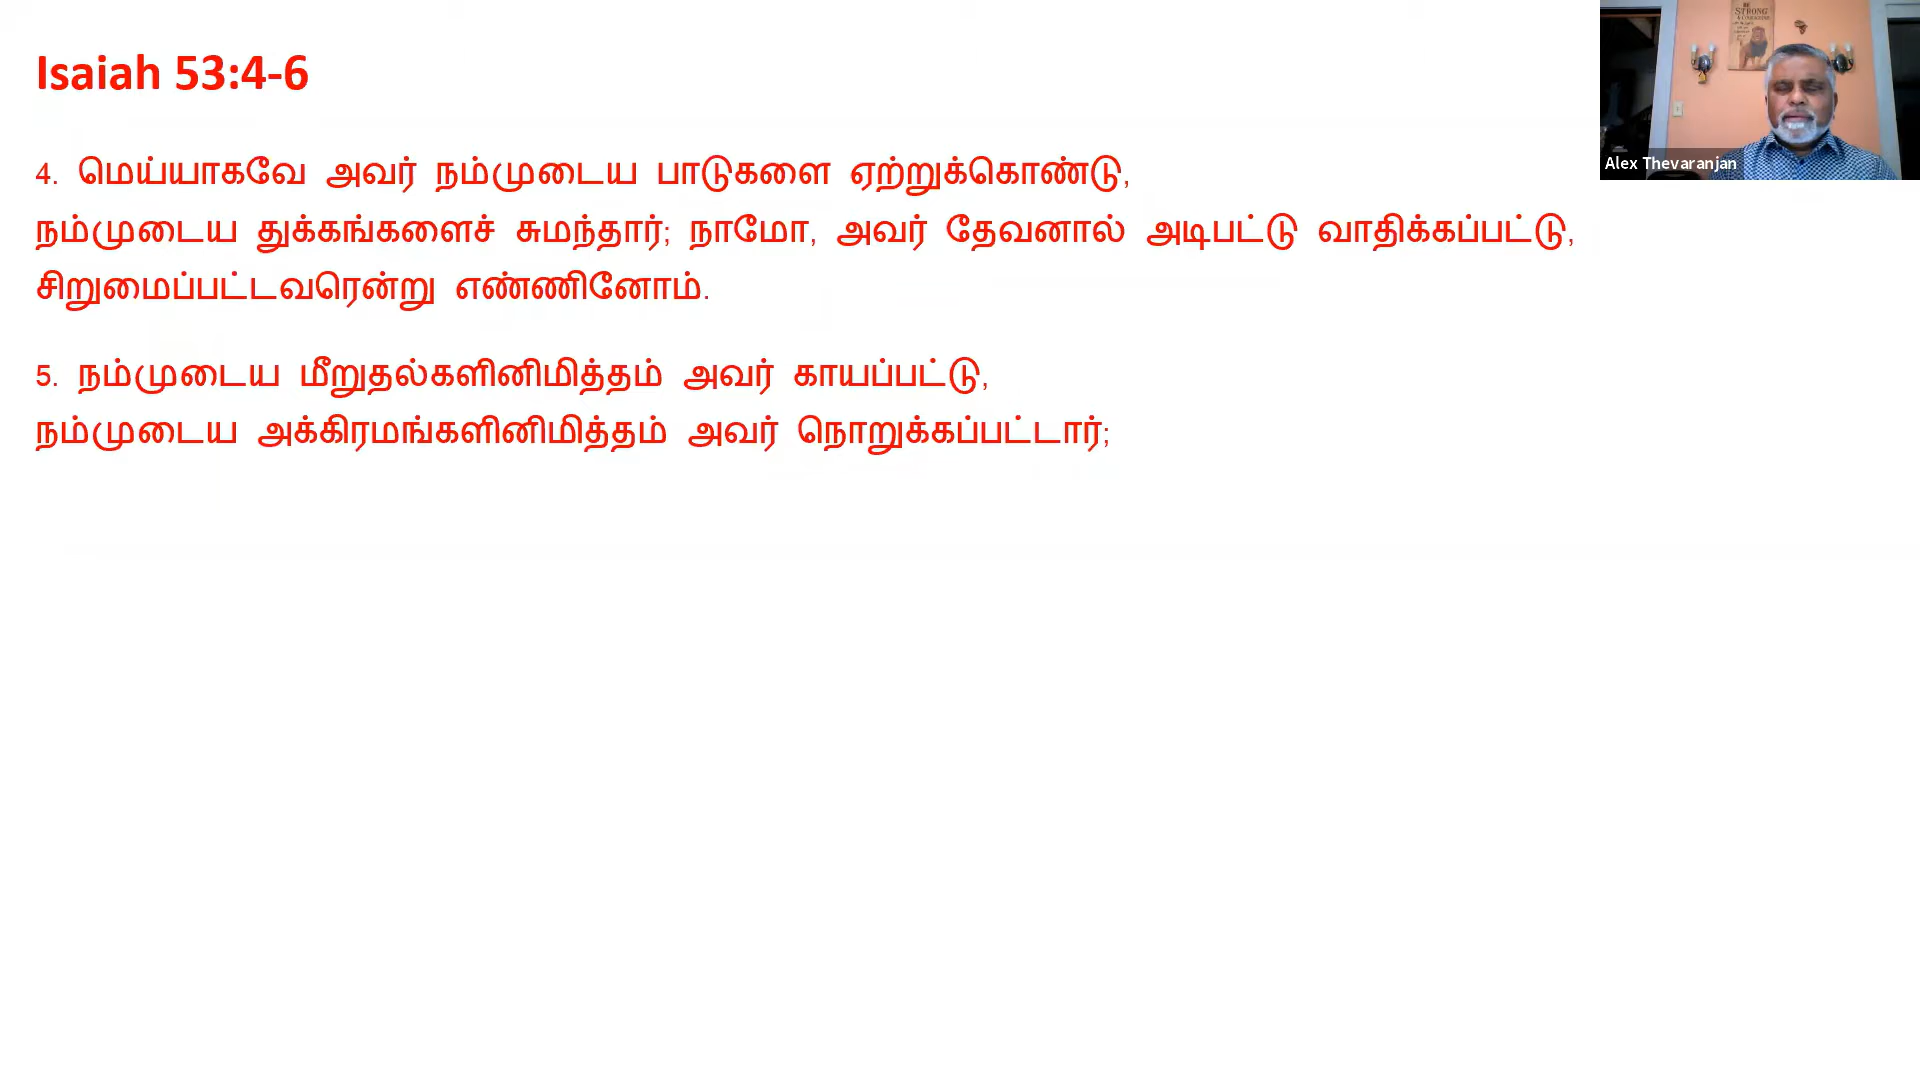 Isaiah 53:4-6
4. மெய்யாகவே அவர் நம்முடைய பாடுகளை ஏற்றுக்கொண்டு,
நம்முடைய துக்கங்களைச் சுமந்தார்; நாமோ, அவர் தேவனால் அடிபட்டு வாதிக்கப்பட்டு,
சிறுமைப்பட்டவரென்று எண்ணினோம்.
5. நம்முடைய மீறுதல்களினிமித்தம் அவர் காயப்பட்டு,
நம்முடைய அக்கிரமங்களினிமித்தம் அவர் நொறுக்கப்பட்டார்;
BE
STRONG
Alex Thevaranjan